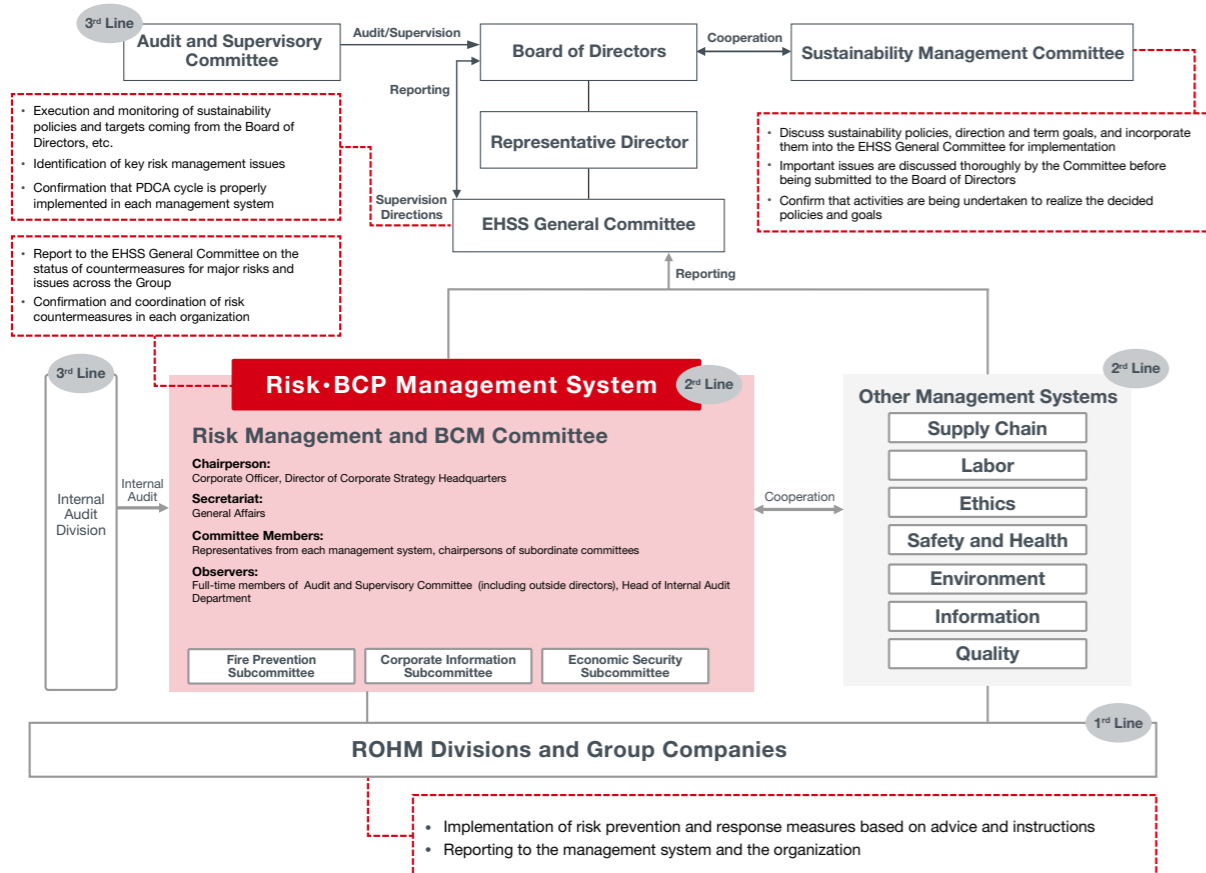 3rd Line
Audit and Supervisory
Committee
Audit/Supervision
Board of Directors
Cooperation
Sustainability Management Committee
Reporting
Representative Director
Supervision
Directions
EHSS General Committee
• Execution and monitoring of sustainability
policies and targets coming from the Board of
Directors, etc.
• Identification of key risk management issues
• Confirmation that PDCA cycle is properly
implemented in each management system
• Discuss sustainability policies, direction and term goals, and incorporate
them into the EHSS General Committee for implementation
• Important issues are discussed thoroughly by the Committee before
being submitted to the Board of Directors
• Confirm that activities are being undertaken to realize the decided
policies and goals
• Report to the EHSS General Committee on the
status of countermeasures for major risks and
issues across the Group
• Confirmation and coordination of risk
countermeasures in each organization
Reporting
3rd Line
Internal
Audit
Division
Internal
Audit
Risk•BCP Management System
2rd Line
Risk Management and BCM Committee
Chairperson:
Corporate Officer, Director of Corporate Strategy Headquarters
Secretariat:
General Affairs
Committee Members:
Representatives from each management system, chairpersons of subordinate committees
Observers:
Full-time members of Audit and Supervisory Committee (including outside directors), Head of Internal Audit
Department
Fire Prevention
Subcommittee
Corporate Information
Subcommittee
Economic Security
Subcommittee
Cooperation
2rd Line
Other Management Systems
Supply Chain
Labor
Ethics
Safety and Health
Environment
Information
Quality
1rd Line
ROHM Divisions and Group Companies
• Implementation of risk prevention and response measures based on advice and instructions
• Reporting to the management system and the organization